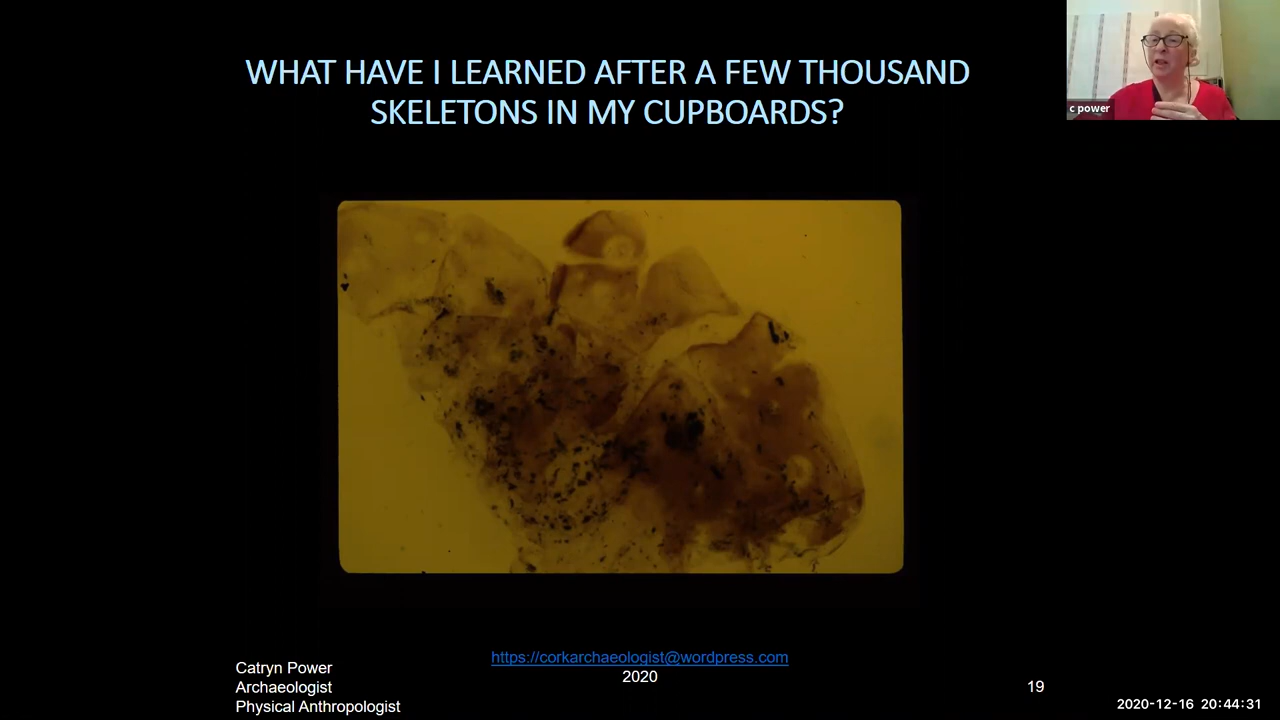 WHAT HAVE I LEARNED AFTER A FEW THOUSAND
SKELETONS IN MY CUPBOARDS?
c power
https://corkarchaeologist@wordpress.com
2020
Catryn Power
Archaeologist
Physical Anthropologist
19
2020-12-16 20:44:31